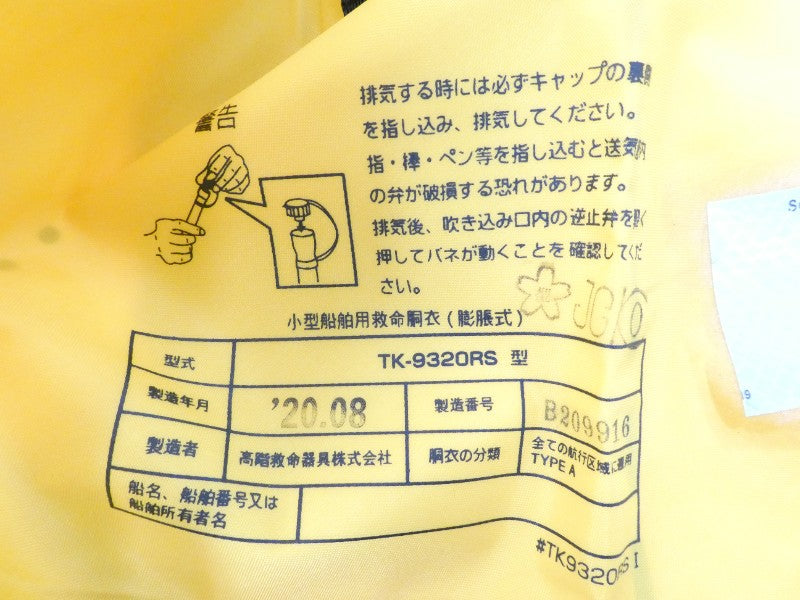 警告
排気する時には必ずキャップの裏側
を指し込み、排気してください。
指・棒・ペン等を指し込むと送気
の弁が破損する恐れがあります。
排気後、吹き込み口内の逆止弁を軽く
押してバネが動くことを確認してくだ
さい。
JCI
小型船舶用救命胴衣(膨脹式)
型式 TK-9320RS 型
製造年月 '20.08 製造番号 B209916
製造者 高階救命器具株式会社 胴衣の分類 全ての航行区域に適用
TYPE A
船名、船舶番号又は
船舶所有者名
#TK9320RS I